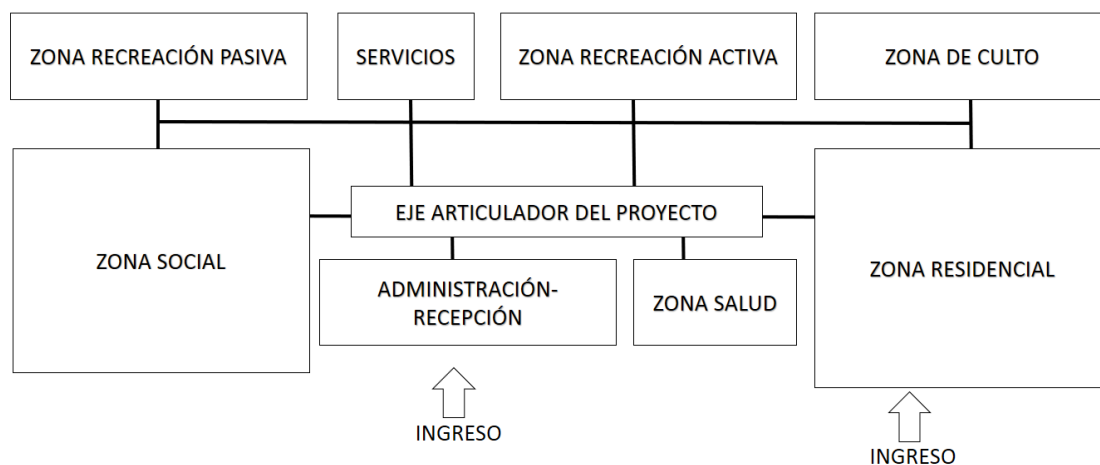 ZONA RECREACIÓN PASIVA
SERVICIOS
ZONA RECREACIÓN ACTIVA
ZONA DE CULTO
EJE ARTICULADOR DEL PROYECTO
ZONA SOCIAL
ZONA RESIDENCIAL
ADMINISTRACIÓN-
RECEPCIÓN
ZONA SALUD
INGRESO
INGRESO